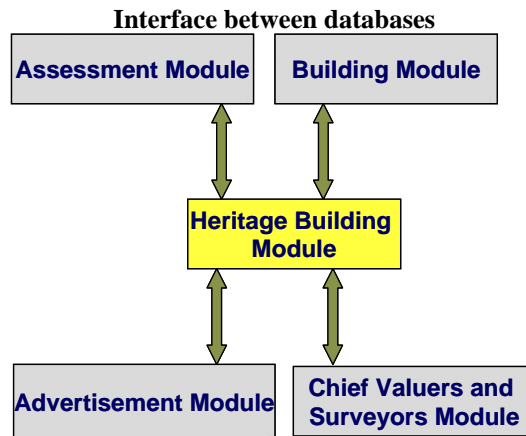 Interface between databases
Assessment Module
Building Module
Heritage Building
Module
Advertisement Module
Chief Valuers and
Surveyors Module